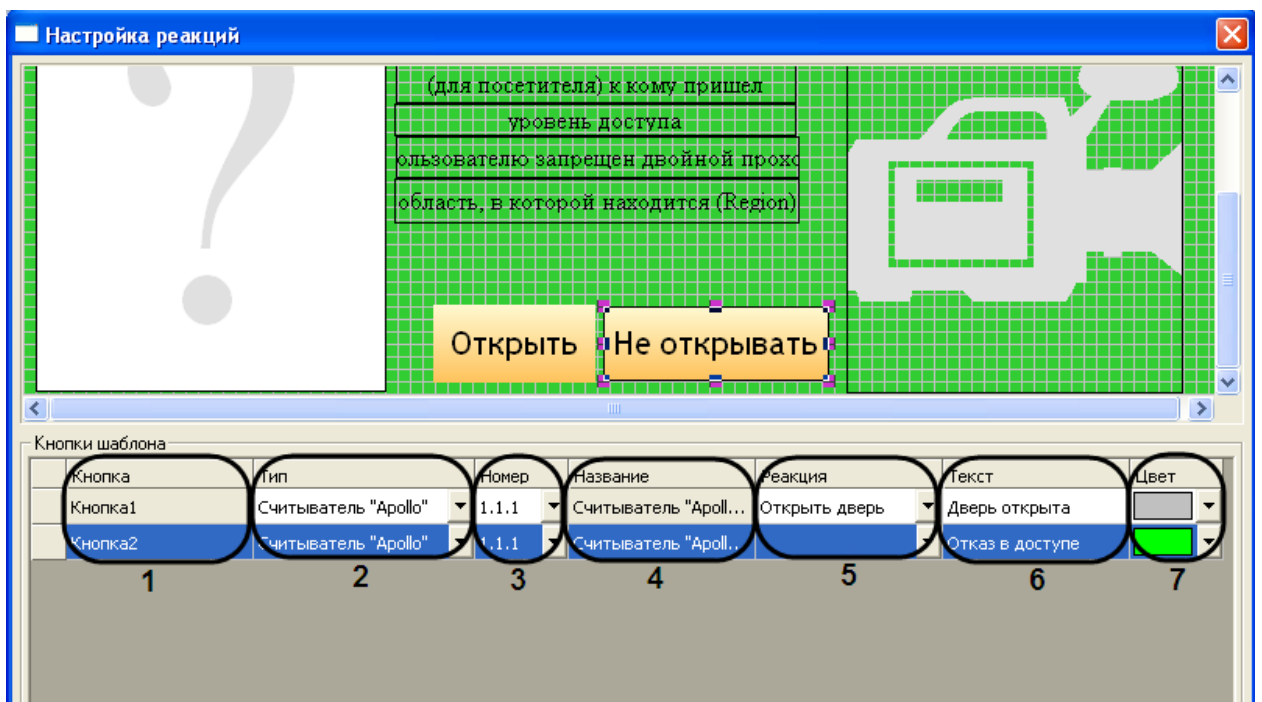 Настройка реакций
(для посетителя) к кому пришел
уровень доступа
ользователю запрещен двойной прохо
область, в которой находится (Region)
Открыть Не открывать
Кнопки шаблона
Кнопка Тип Номер Название Реакция Текст Цвет
Кнопка1 Считыватель "Apollo" 1.1.1 Считыватель "Apoll... Открыть дверь Дверь открыта
Кнопка2 Считыватель "Apollo" 1.1.1 Считыватель "Apoll... Отказ в доступе
1 2 3 4 5 6 7